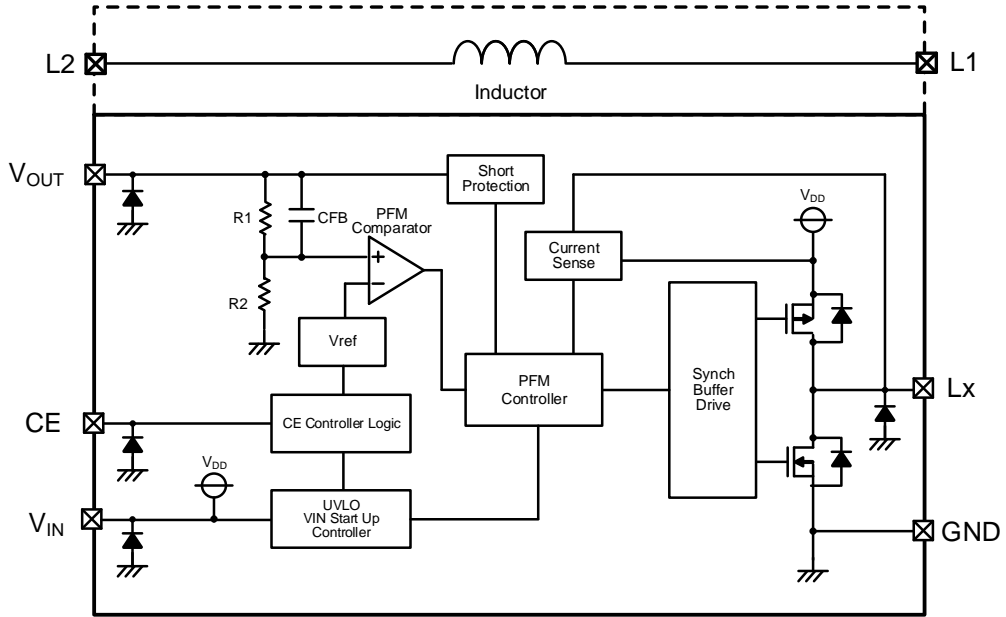 L2
L1
Inductor
VOUT
Short
Protection
VDD
R1
CFB
PFM
Comparator
Current
Sense
R2
Vref
PFM
Controller
Synch
Buffer
Drive
Lx
CE
CE Controller Logic
VDD
UVLO
VIN Start Up
Controller
VIN
GND